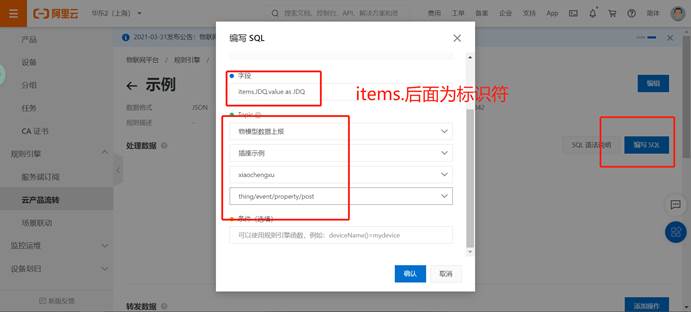 阿里云
华东2（上海）
搜索文档、控制台、API、解决方案和资源
费用 工单 备案 企业 支持 App 简体
产品
设备
分组
任务
CA 证书
规则引擎
服务端订阅
云产品流转
场景联动
监控运维
设备划归
新版反馈
2021-03-31发布公告：物联网
物联网平台 / 规则引擎 /
← 示例
编辑
数据格式 JSON
规则描述 -
处理数据
SQL 语法说明
编写 SQL
转发数据
添加操作
编写 SQL
字段
items.JDQ.value as JDQ
items.后面为标识符
Topic
物模型数据上报
插座示例
xiaochengxu
thing/event/property/post
条件（选填）
可以使用规则引擎函数，例如：deviceName()=mydevice
确认
取消